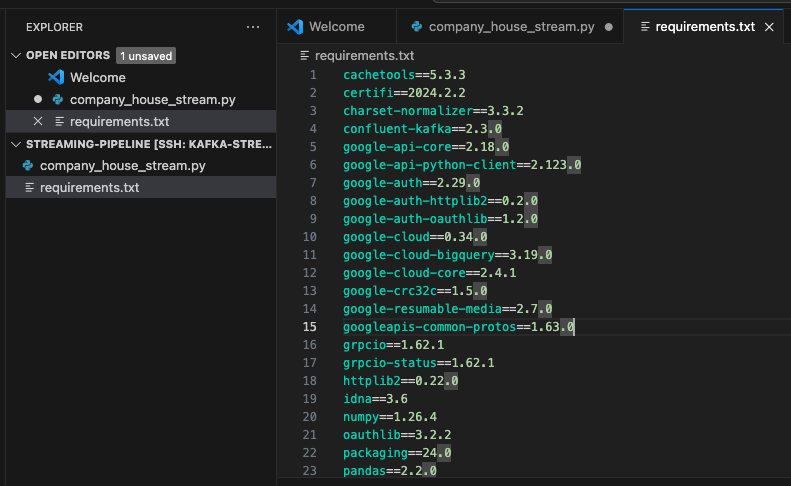 EXPLORER
OPEN EDITORS 1 unsaved
Welcome
company_house_stream.py
requirements.txt
STREAMING-PIPELINE [SSH: KAFKA-STRE...
company_house_stream.py
requirements.txt
Welcome company_house_stream.py requirements.txt
requirements.txt
1 cachetools==5.3.3
2 certifi==2024.2.2
3 charset-normalizer==3.3.2
4 confluent-kafka==2.3.0
5 google-api-core==2.18.0
6 google-api-python-client==2.123.0
7 google-auth==2.29.0
8 google-auth-httplib2==0.2.0
9 google-auth-oauthlib==1.2.0
10 google-cloud==0.34.0
11 google-cloud-bigquery==3.19.0
12 google-cloud-core==2.4.1
13 google-crc32c==1.5.0
14 google-resumable-media==2.7.0
15 googleapis-common-protos==1.63.0
16 grpcio==1.62.1
17 grpcio-status==1.62.1
18 httplib2==0.22.0
19 idna==3.6
20 numpy==1.26.4
21 oauthlib==3.2.2
22 packaging==24.0
23 pandas==2.2.0